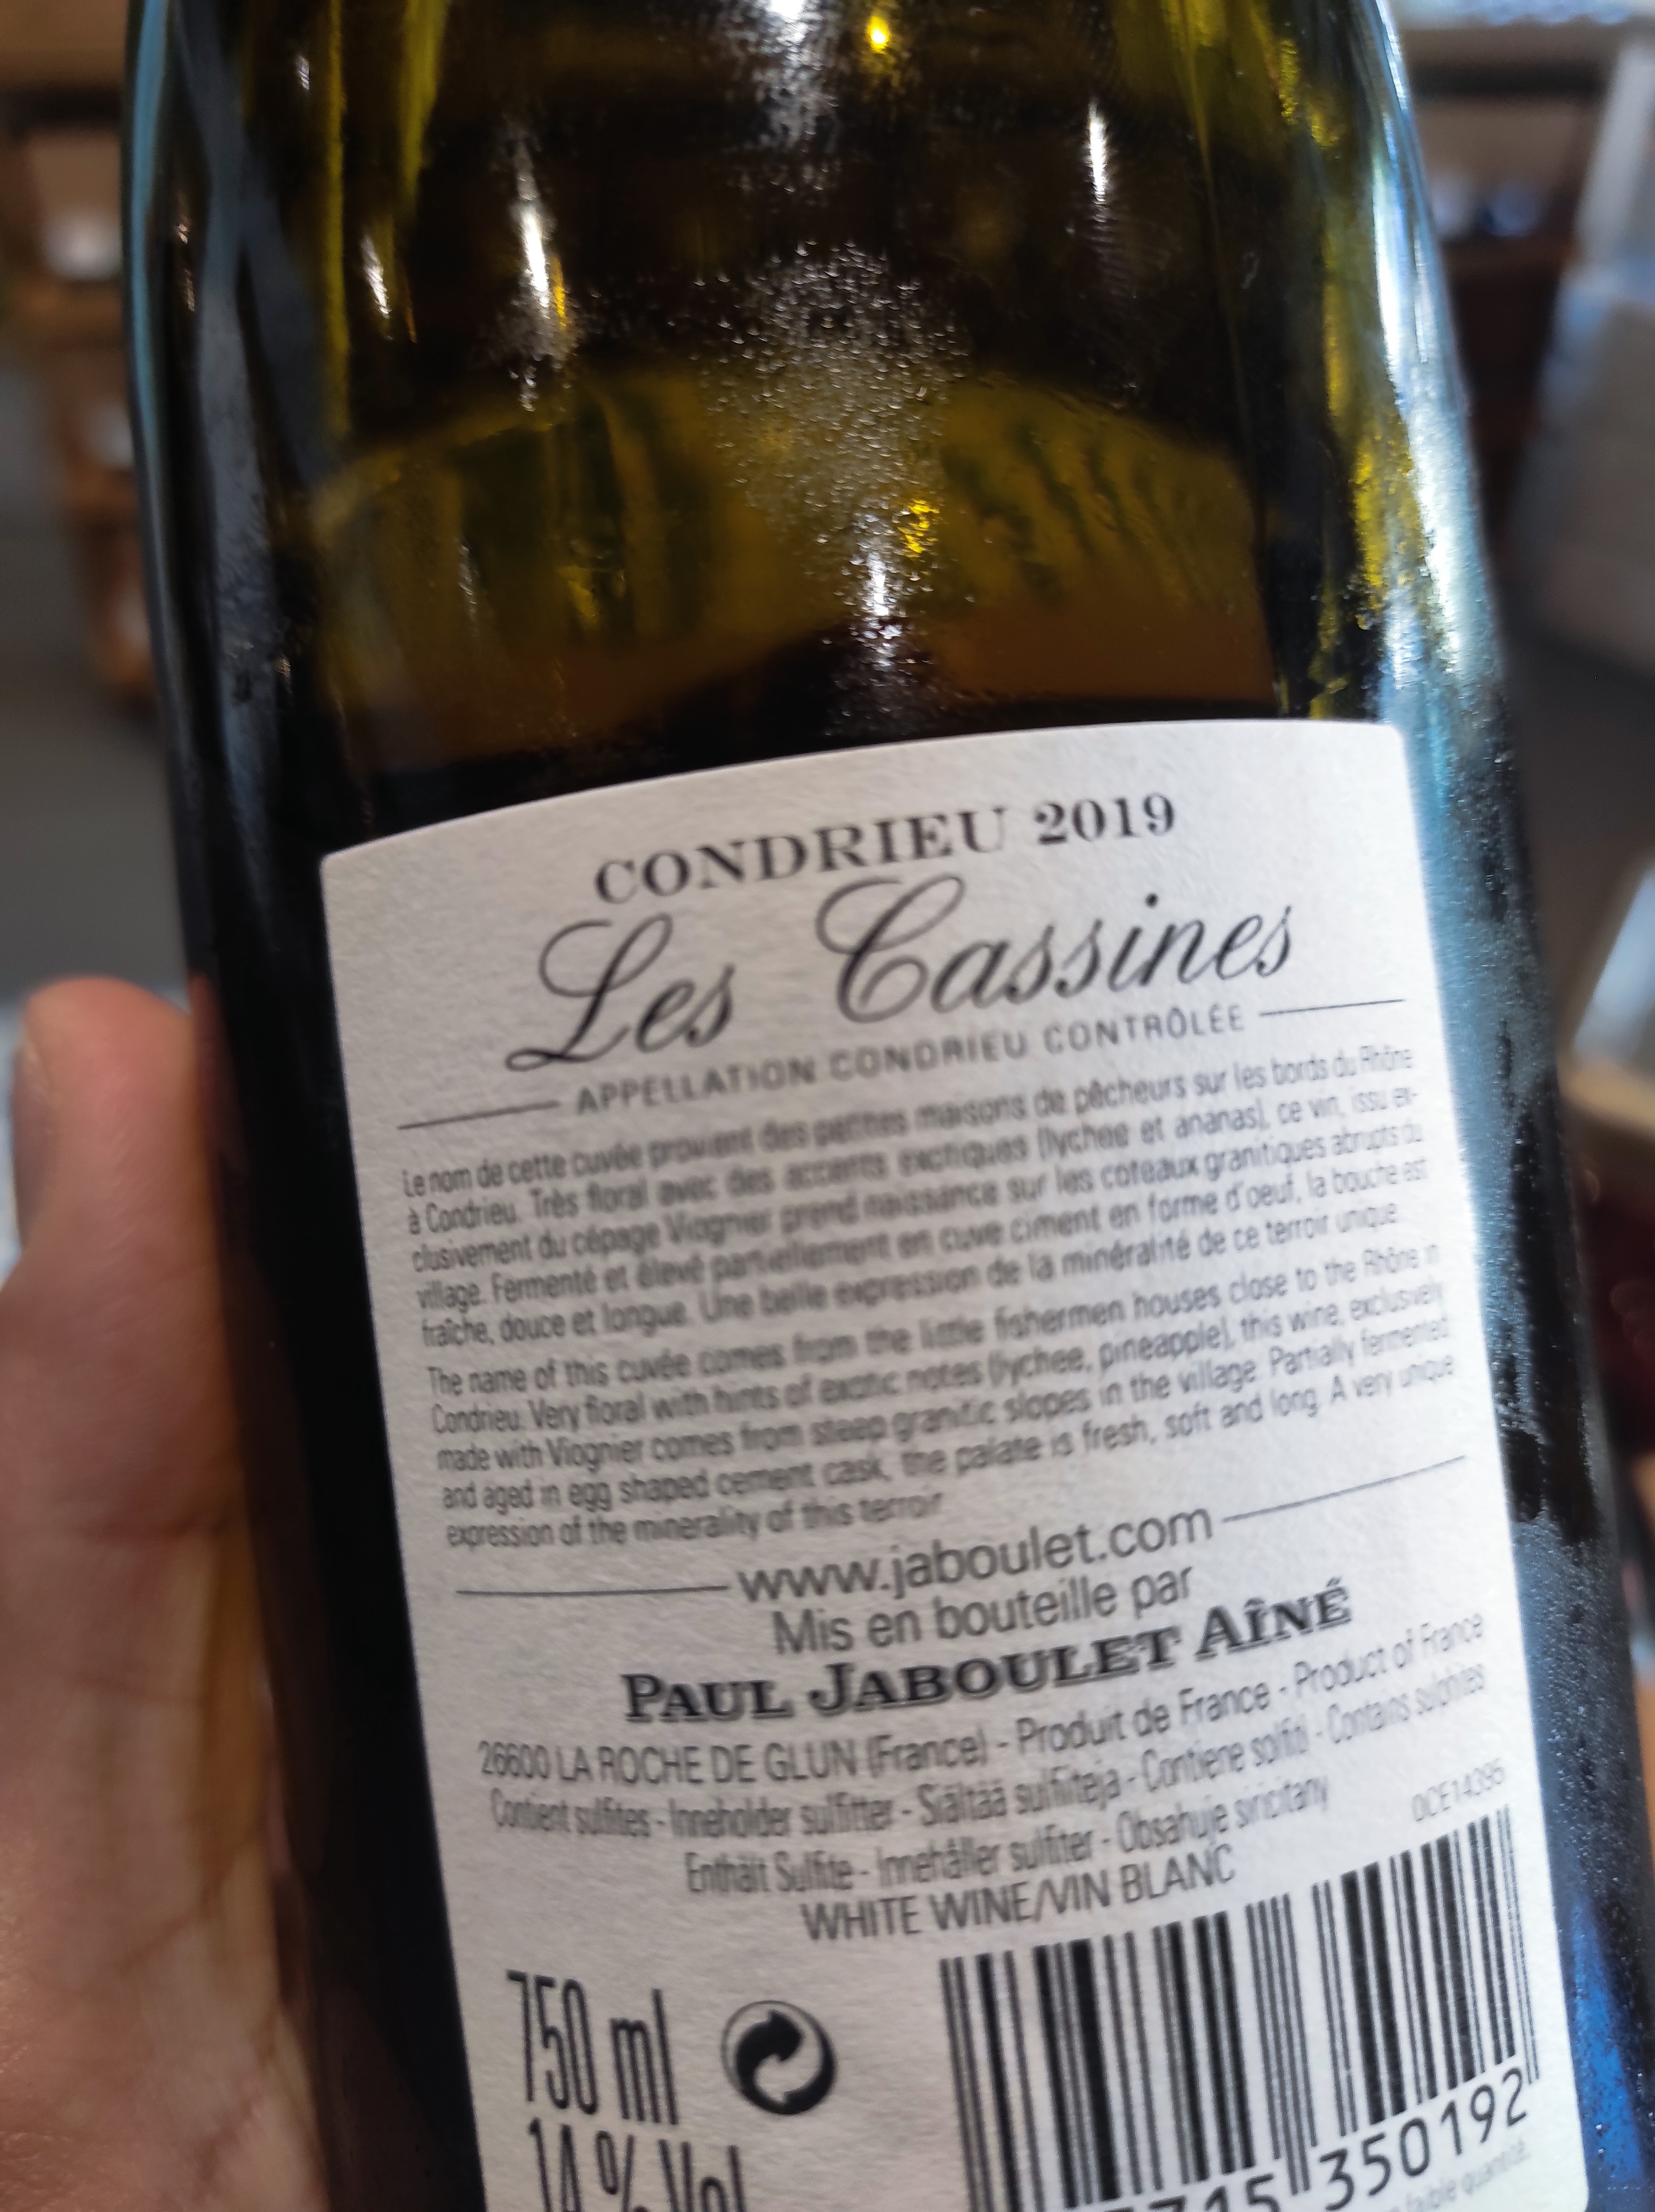 CONDRIEU 2019
Les Cassines
APPELLATION CONDRIEU CONTRÔLÉE
Le nom de cette cuvée provient des petites maisons de pêcheurs sur les bords du Rhône
à Condrieu. Très floral avec des accents exotiques (lychee et ananas), ce vin, issu ex-
clusivement du cépage Viognier prend naissance sur les coteaux granitiques abrupts du
village. Fermenté et élevé partiellement en cuve ciment en forme d'oeuf, la bouche est
fraîche, douce et longue. Une belle expression de la minéralité de ce terroir unique.
The name of this cuvée comes from the little fishermen houses close to the Rhône in
Condrieu. Very floral with hints of exotic notes (lychee, pineapple), this wine, exclusively
made with Viognier comes from steep granitic slopes in the village. Partially fermented
and aged in egg shaped cement cask, the palate is fresh, soft and long. A very unique
expression of the minerality of this terroir
www.jaboulet.com
Mis en bouteille par
PAUL JABOULET AÎNÉ
26600 LA ROCHE DE GLUN (France) - Produit de France - Product of France
Contient sulfites - Inneholder sulfitter - Sisältää sulfiiteja - Contiene solfiti - Contains sulphites
Enthält Sulfite - Innehåller sulfiter - Obsahuje siricitany
WHITE WINE/VIN BLANC
750 ml
14 % Vol
350192
faible quantité.